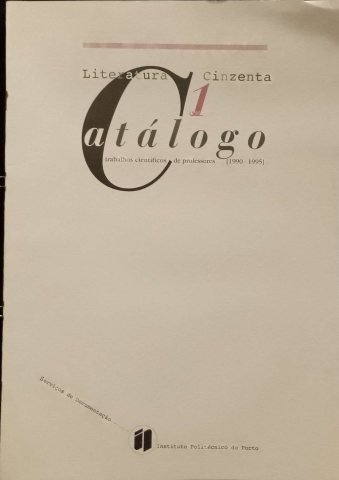 Literatura Cinzenta
1
Catálogo
trabalhos científicos de professores [1990-1995]
Serviços de Documentação
Instituto Politécnico do Porto